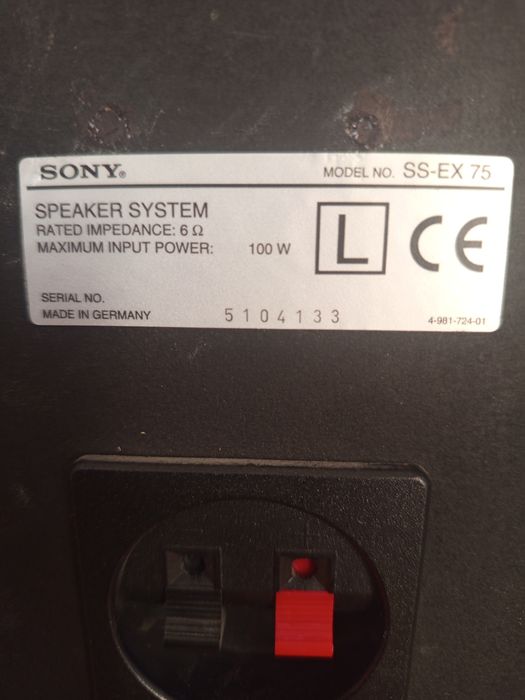 SONY® MODEL NO. SS-EX 75
SPEAKER SYSTEM
RATED IMPEDANCE: 6 Ω
MAXIMUM INPUT POWER: 100 W
L CE
SERIAL NO.
MADE IN GERMANY 5104133 4-981-724-01